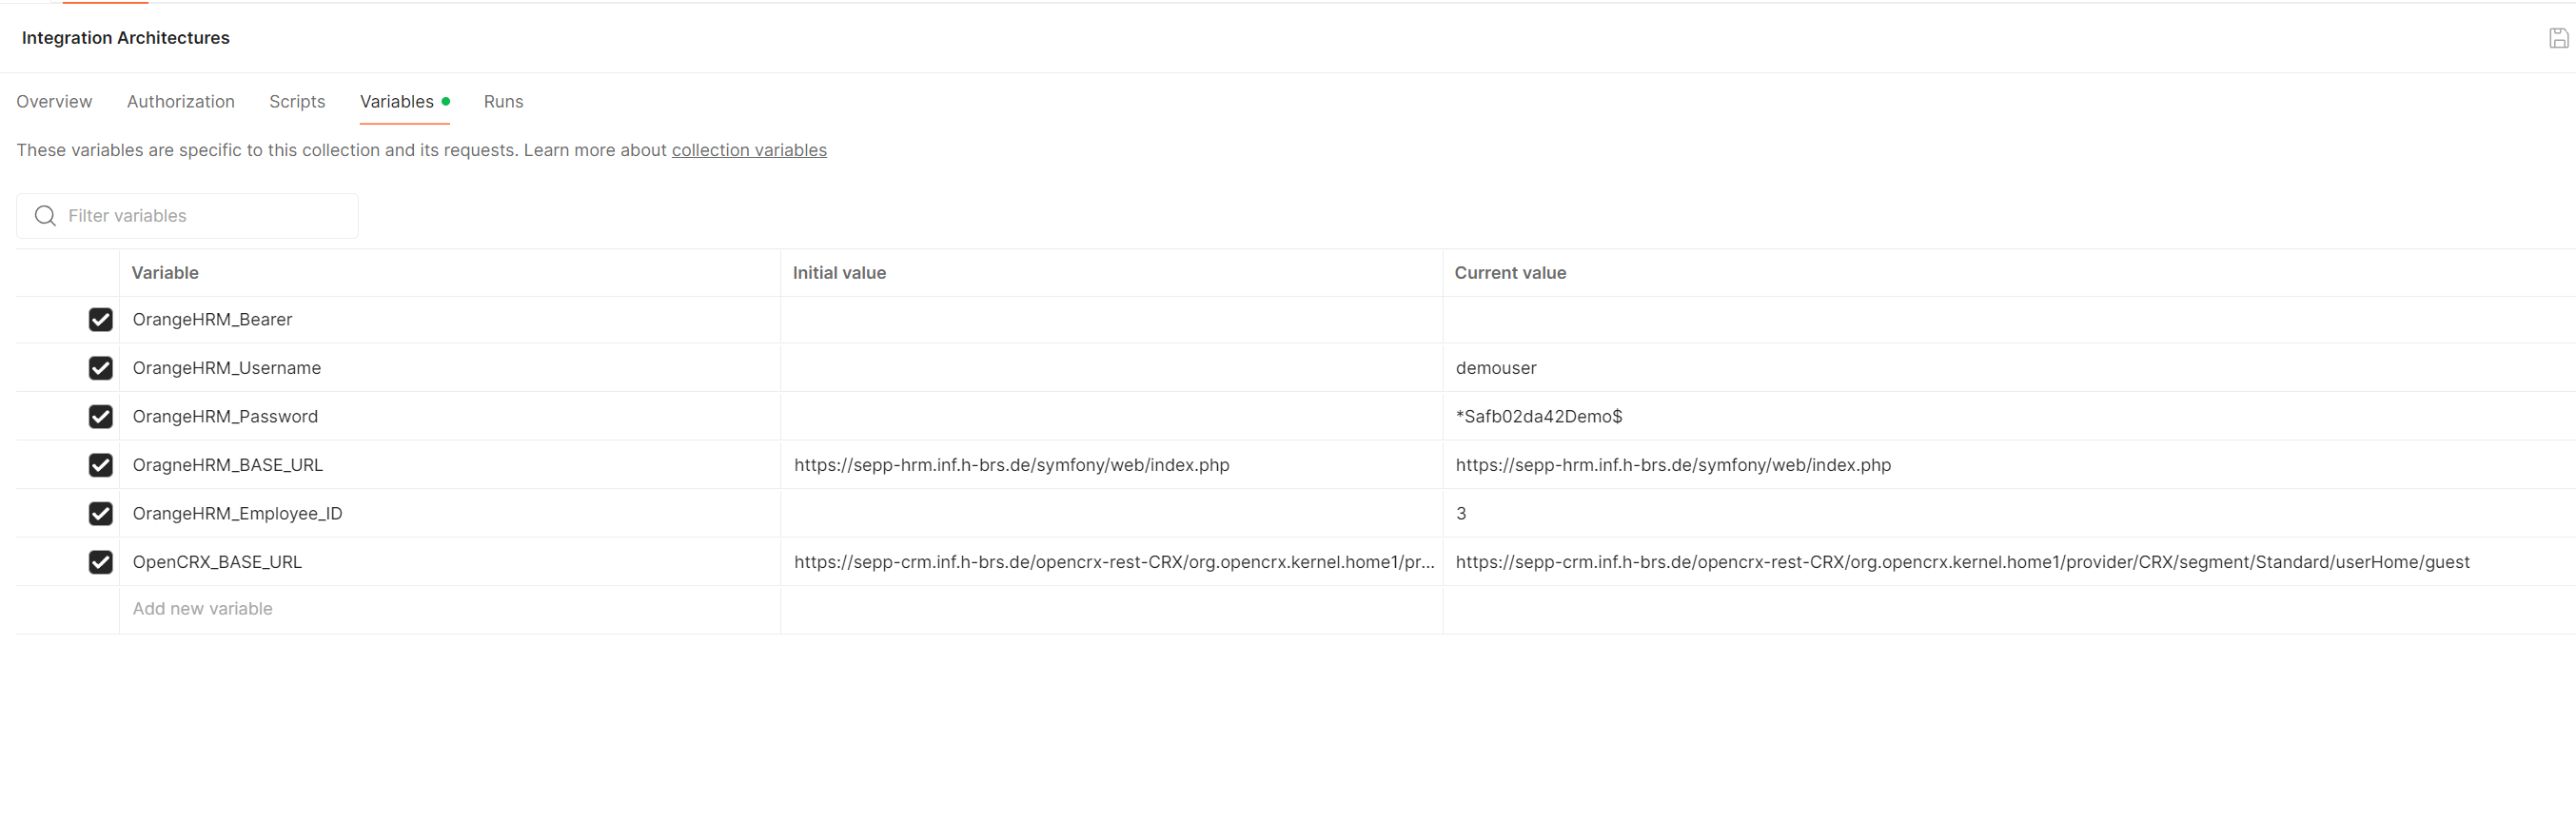 Integration Architectures
Overview Authorization Scripts Variables Runs
These variables are specific to this collection and its requests. Learn more about collection variables
Filter variables
Variable Initial value Current value
OrangeHRM_Bearer
OrangeHRM_Username demouser
OrangeHRM_Password *Safb02da42Demo$
OragneHRM_BASE_URL https://sepp-hrm.inf.h-brs.de/symfony/web/index.php https://sepp-hrm.inf.h-brs.de/symfony/web/index.php
OrangeHRM_Employee_ID 3
OpenCRX_BASE_URL https://sepp-crm.inf.h-brs.de/opencrx-rest-CRX/org.opencrx.kernel.home1/pr... https://sepp-crm.inf.h-brs.de/opencrx-rest-CRX/org.opencrx.kernel.home1/provider/CRX/segment/Standard/userHome/guest
Add new variable